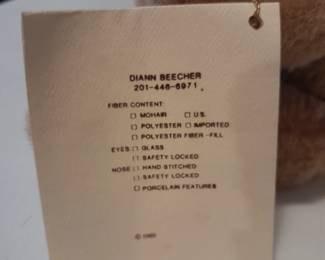 DIANN BEECHER
201-446-6971
FIBER CONTENT:
☐ MOHAIR ☐ U.S.
☐ POLYESTER ☐ IMPORTED
☐ POLYESTER FIBER-FILL
EYES ☐ GLASS
☐ SAFETY LOCKED
NOSE ☐ HAND STITCHED
☐ SAFETY LOCKED
☐ PORCELAIN FEATURES
©